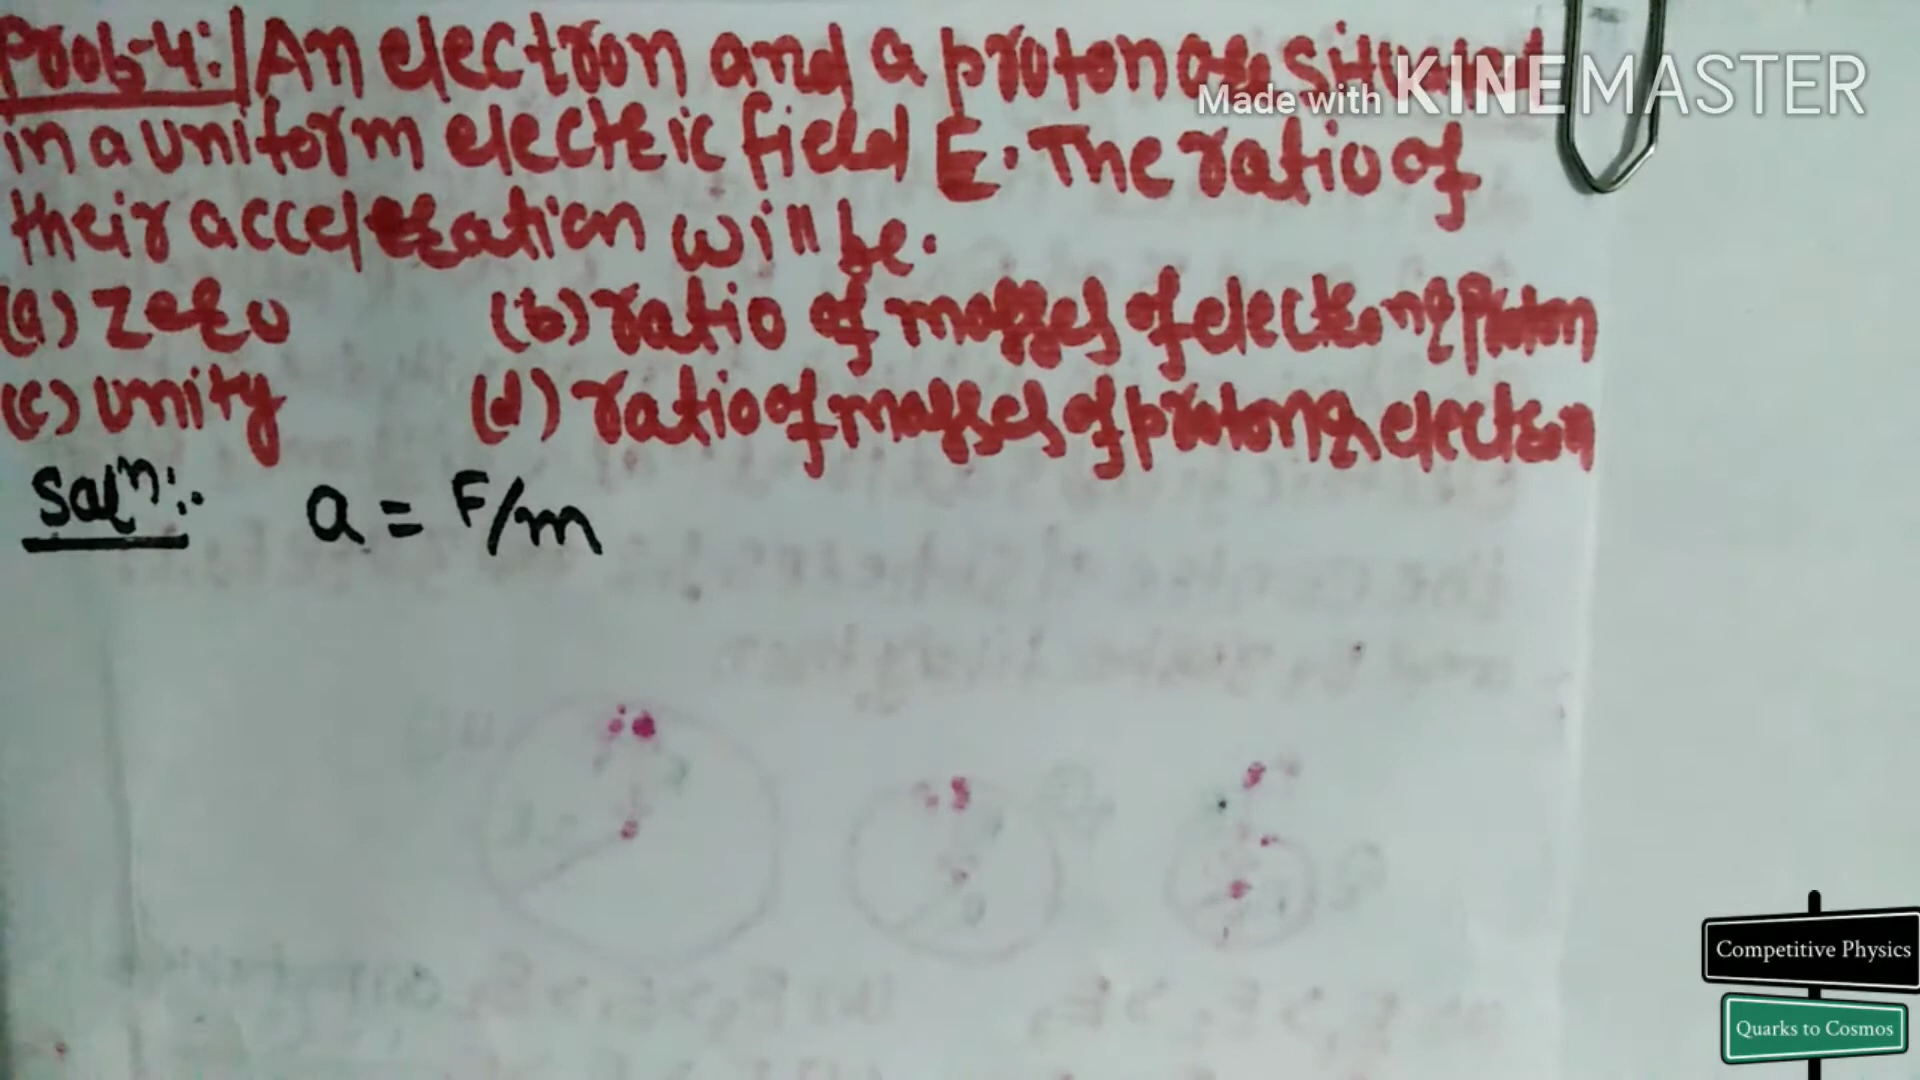 Prob-4:| An electron and a proton are situated
in a uniform electric field E. The ratio of
their acceleration will be.
(a) zero (b) ratio of masses of electron & proton
(c) unity (d) ratio of masses of proton & electron
Solⁿ:. a = F/m
Made with KINEMASTER
Competitive Physics
Quarks to Cosmos